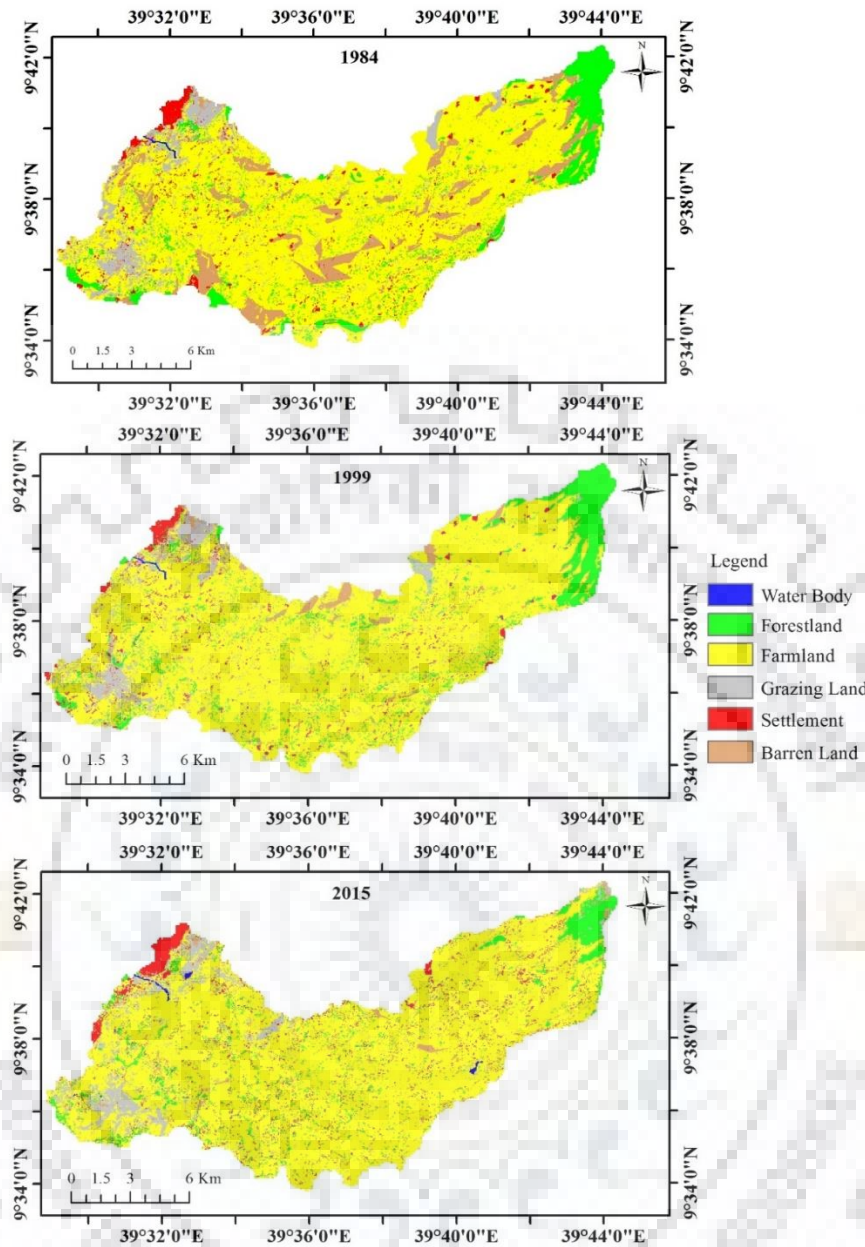 39°32'0"E 39°36'0"E 39°40'0"E 39°44'0"E
1984
N
9°42'0"N
9°38'0"N
9°34'0"N
9°42'0"N
9°38'0"N
9°34'0"N
0 1.5 3 6 Km
39°32'0"E 39°36'0"E 39°40'0"E 39°44'0"E
39°32'0"E 39°36'0"E 39°40'0"E 39°44'0"E
1999
N
9°42'0"N
9°38'0"N
9°34'0"N
9°42'0"N
9°38'0"N
9°34'0"N
0 1.5 3 6 Km
Legend
Water Body
Forestland
Farmland
Grazing Land
Settlement
Barren Land
39°32'0"E 39°36'0"E 39°40'0"E 39°44'0"E
39°32'0"E 39°36'0"E 39°40'0"E 39°44'0"E
2015
N
9°42'0"N
9°38'0"N
9°34'0"N
9°42'0"N
9°38'0"N
9°34'0"N
0 1.5 3 6 Km
39°32'0"E 39°36'0"E 39°40'0"E 39°44'0"E